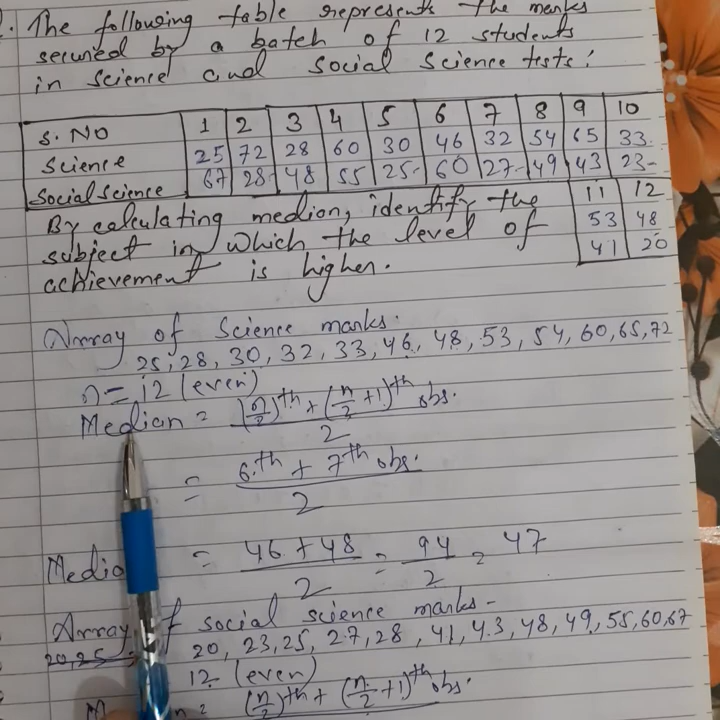 The following table represents the marks
secured by a batch of 12 students
in science and social science tests:
S. NO 1 2 3 4 5 6 7 8 9 10
Science 25 72 28 60 30 46 32 54 65 33
Social Science 67 28 48 55 25 60 27 49 43 23
11 12
53 48
41 20
By calculating median, identify the
subject in which the level of
achievement is higher.
Array of Science marks.
25, 28, 30, 32, 33, 46, 48, 53, 54, 60, 65, 72
n = 12 (even)
Median = (n/2)th + (n/2 + 1)th obs.
2
= 6th + 7th obs.
2
Media = 46 + 48 = 94 = 47
2 2
Array of social science marks -
20, 25, 20, 23, 25, 27, 28, 41, 43, 48, 49, 55, 60, 67
12 (even)
M n = (n/2)th + (n/2 + 1)th obs.